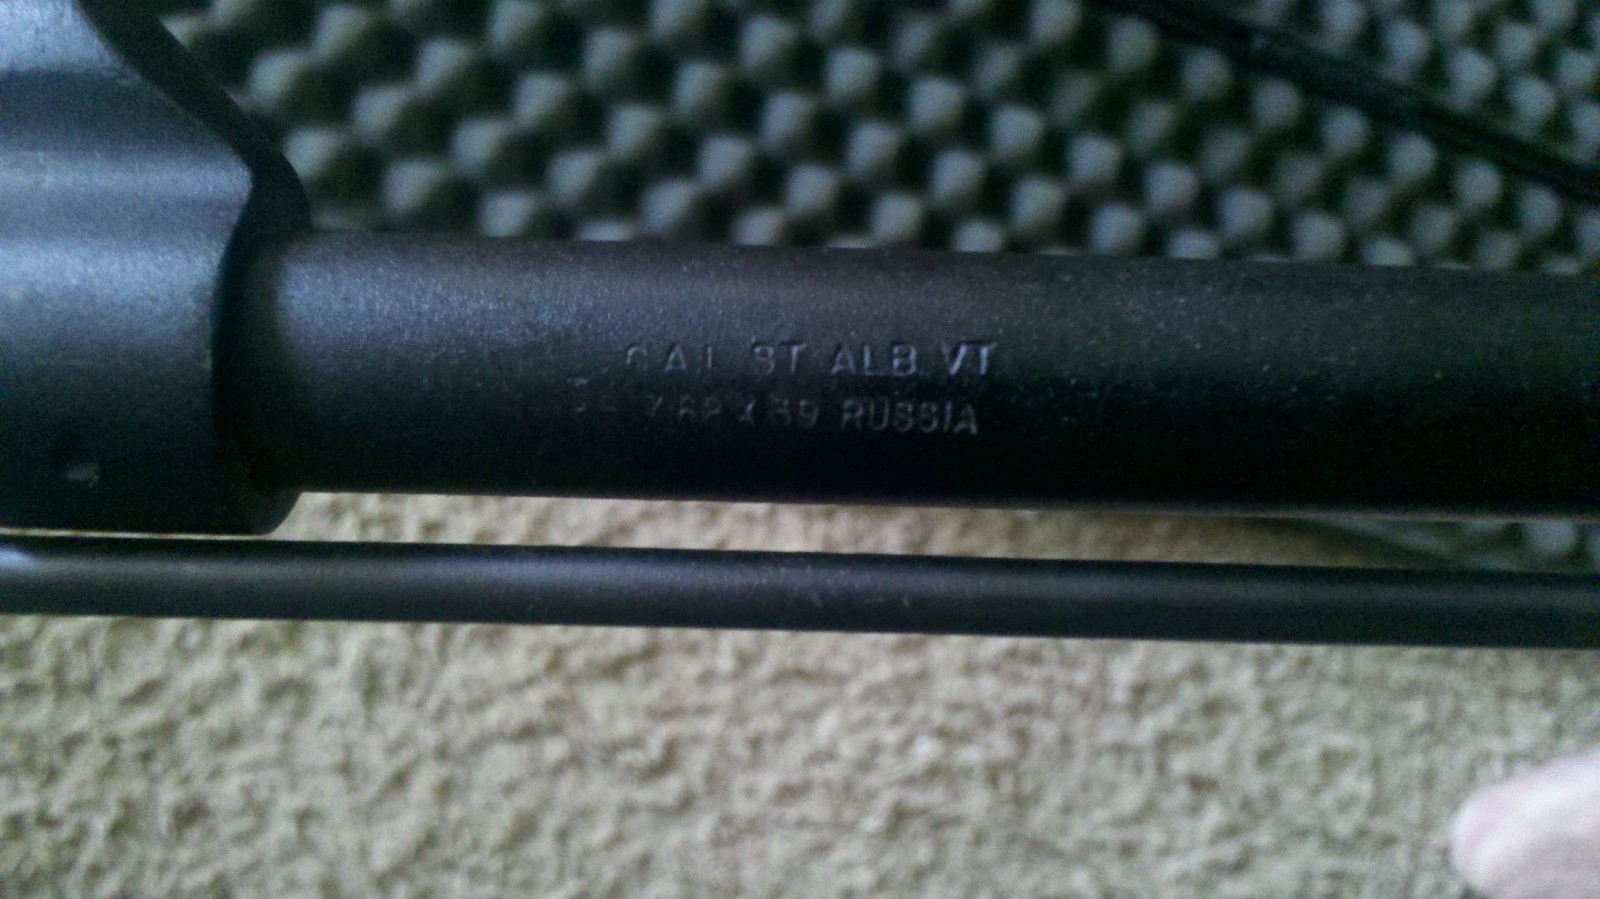 C.A.I. ST ALB. VT
7.62 X 39 RUSSIA